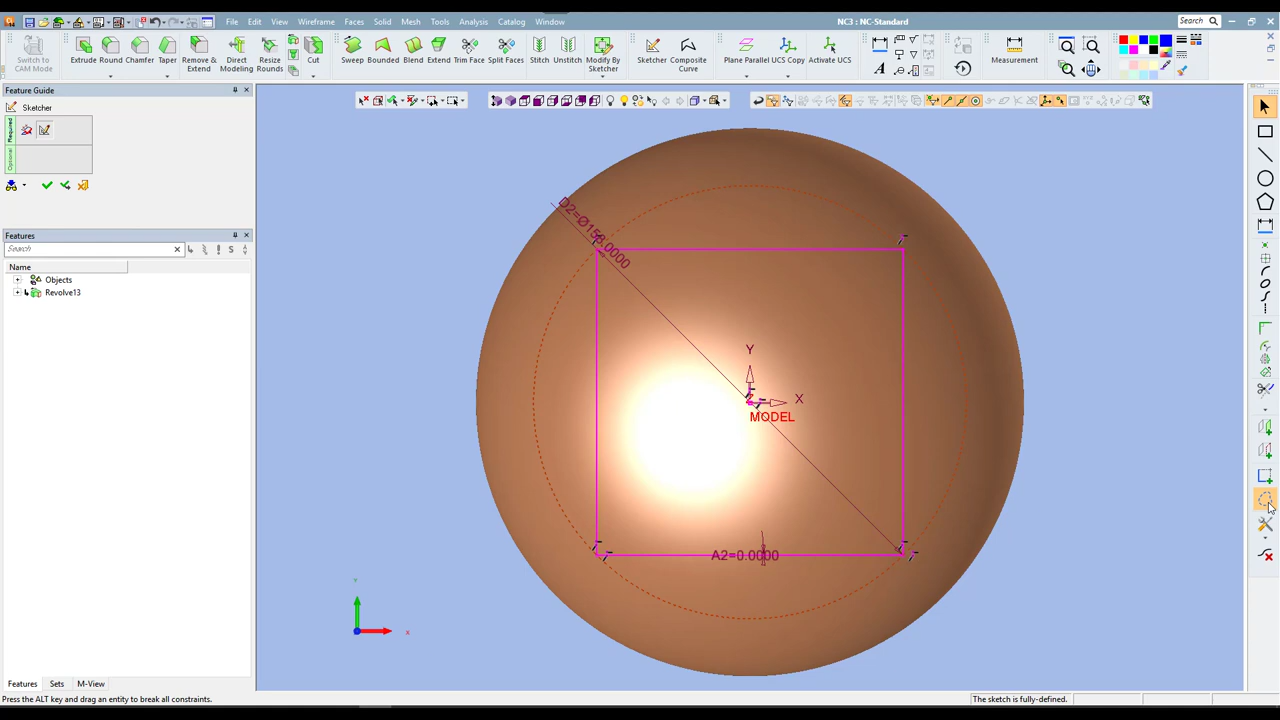 File Edit View Wireframe Faces Solid Mesh Tools Analysis Catalog Window
NC3 : NC-Standard
Search
Switch to CAM Mode
Extrude
Round
Chamfer
Taper
Remove & Extend
Direct Modeling
Resize Rounds
Cut
Sweep
Bounded
Blend
End
Trim Face
Split Faces
Stitch
Unstitch
Modify By Sketcher
Sketcher
Composite Curve
Plane Parallel
UCS Copy
Activate UCS
A
Measurement
Feature Guide
Sketcher
Required
Optional
Features
Search
Name
Objects
Revolve13
Y
X
MODEL
A2=0.0000
x
Features Sets M-View
Press the ALT key and drag an entity to break all constraints.
The sketch is fully-defined.